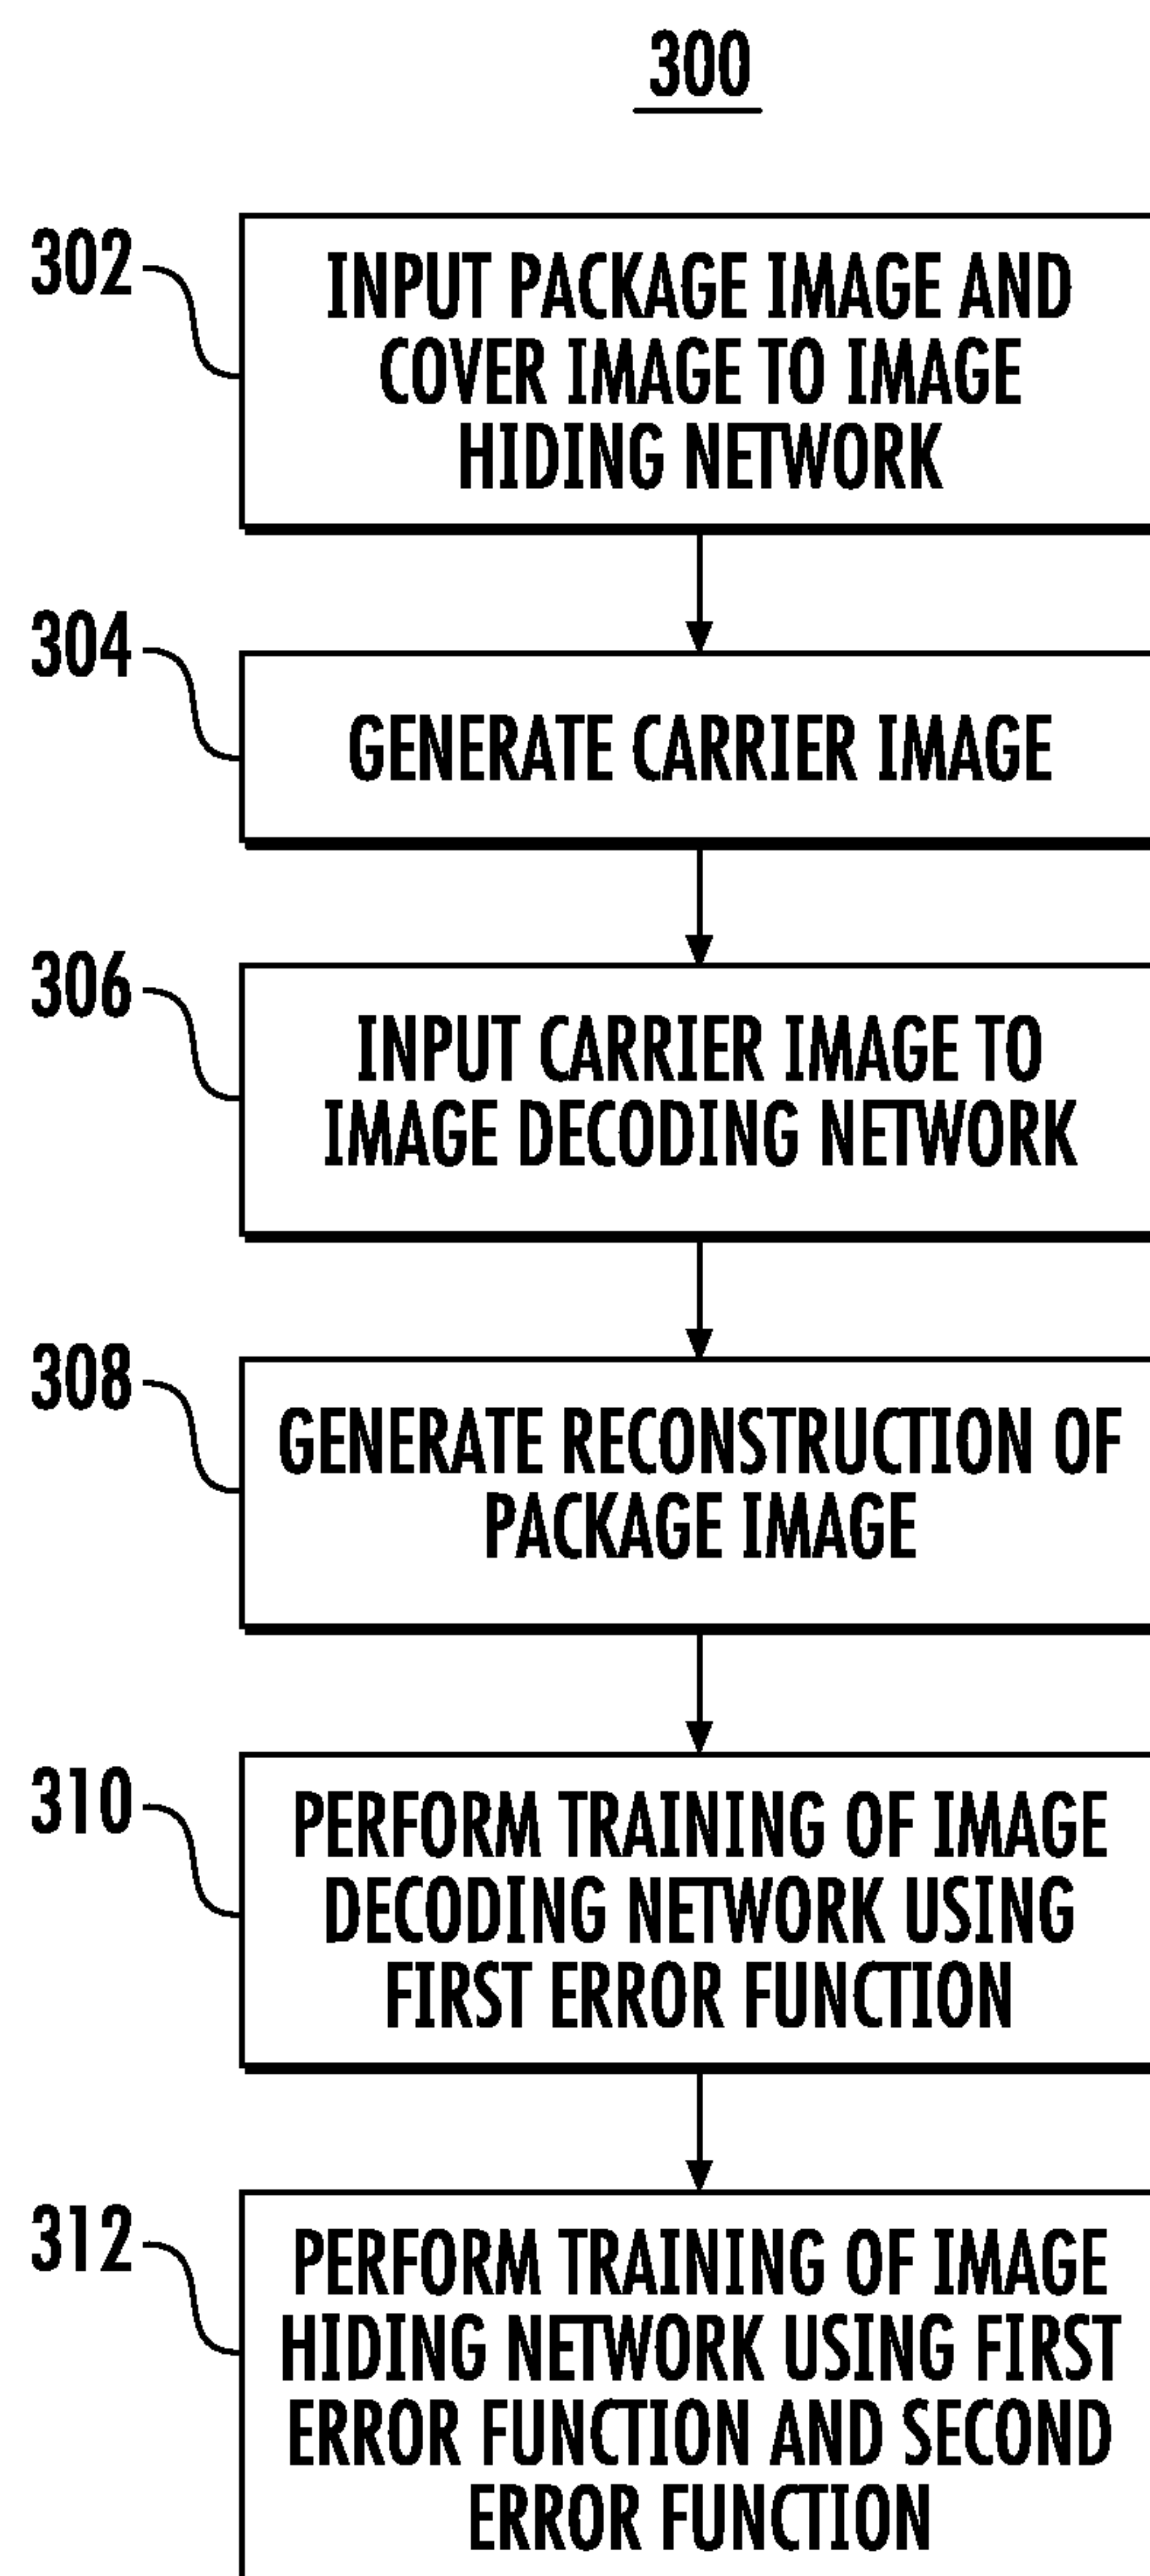 300
302
INPUT PACKAGE IMAGE AND
COVER IMAGE TO IMAGE
HIDING NETWORK
304
GENERATE CARRIER IMAGE
306
INPUT CARRIER IMAGE TO
IMAGE DECODING NETWORK
308
GENERATE RECONSTRUCTION OF
PACKAGE IMAGE
310
PERFORM TRAINING OF IMAGE
DECODING NETWORK USING
FIRST ERROR FUNCTION
312
PERFORM TRAINING OF IMAGE
HIDING NETWORK USING FIRST
ERROR FUNCTION AND SECOND
ERROR FUNCTION